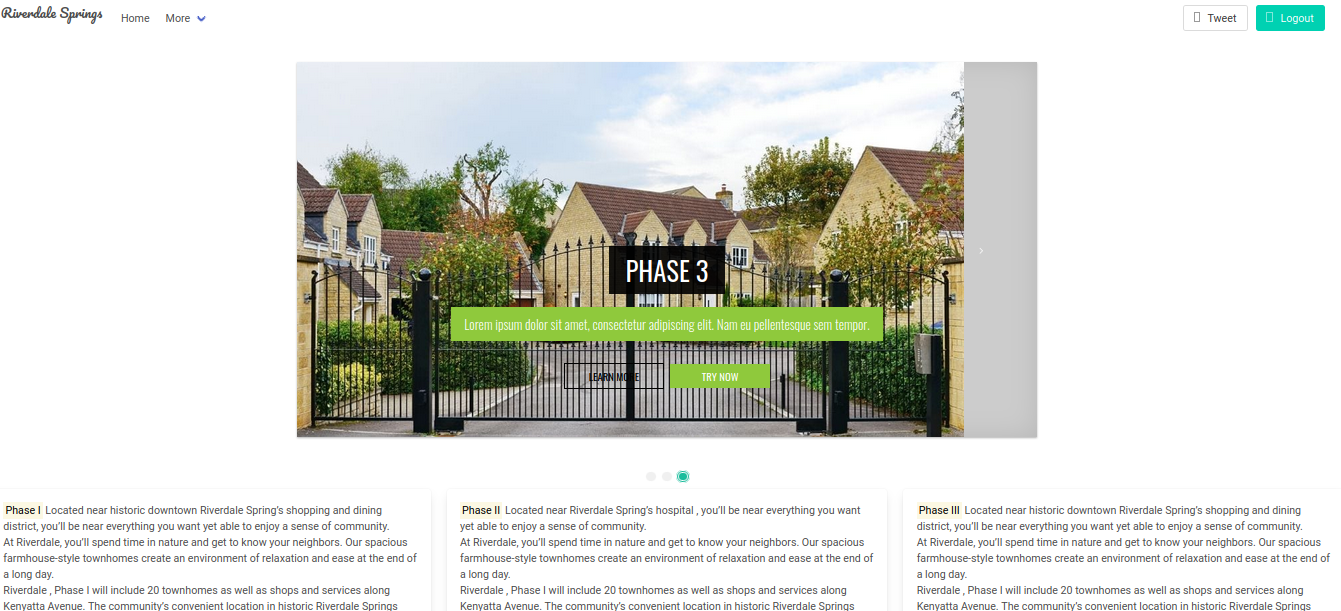 Riverdale Springs
Home
More
Tweet
Logout
PHASE 3
Lorem ipsum dolor sit amet, consectetur adipiscing elit. Nam eu pellentesque sem tempor.
LEARN MORE
TRY NOW
Phase I Located near historic downtown Riverdale Spring's shopping and dining
district, you'll be near everything you want yet able to enjoy a sense of community.
At Riverdale, you'll spend time in nature and get to know your neighbors. Our spacious
farmhouse-style townhomes create an environment of relaxation and ease at the end of
a long day.
Riverdale , Phase I will include 20 townhomes as well as shops and services along
Kenyatta Avenue. The community's convenient location in historic Riverdale Springs
Phase II Located near Riverdale Spring's hospital , you'll be near everything you want
yet able to enjoy a sense of community.
At Riverdale, you'll spend time in nature and get to know your neighbors. Our spacious
farmhouse-style townhomes create an environment of relaxation and ease at the end of
a long day.
Riverdale , Phase I will include 20 townhomes as well as shops and services along
Kenyatta Avenue. The community's convenient location in historic Riverdale Springs
Phase III Located near historic downtown Riverdale Spring's shopping and dining
district, you'll be near everything you want yet able to enjoy a sense of community.
At Riverdale, you'll spend time in nature and get to know your neighbors. Our spacious
farmhouse-style townhomes create an environment of relaxation and ease at the end of
a long day.
Riverdale , Phase I will include 20 townhomes as well as shops and services along
Kenyatta Avenue. The community's convenient location in historic Riverdale Springs